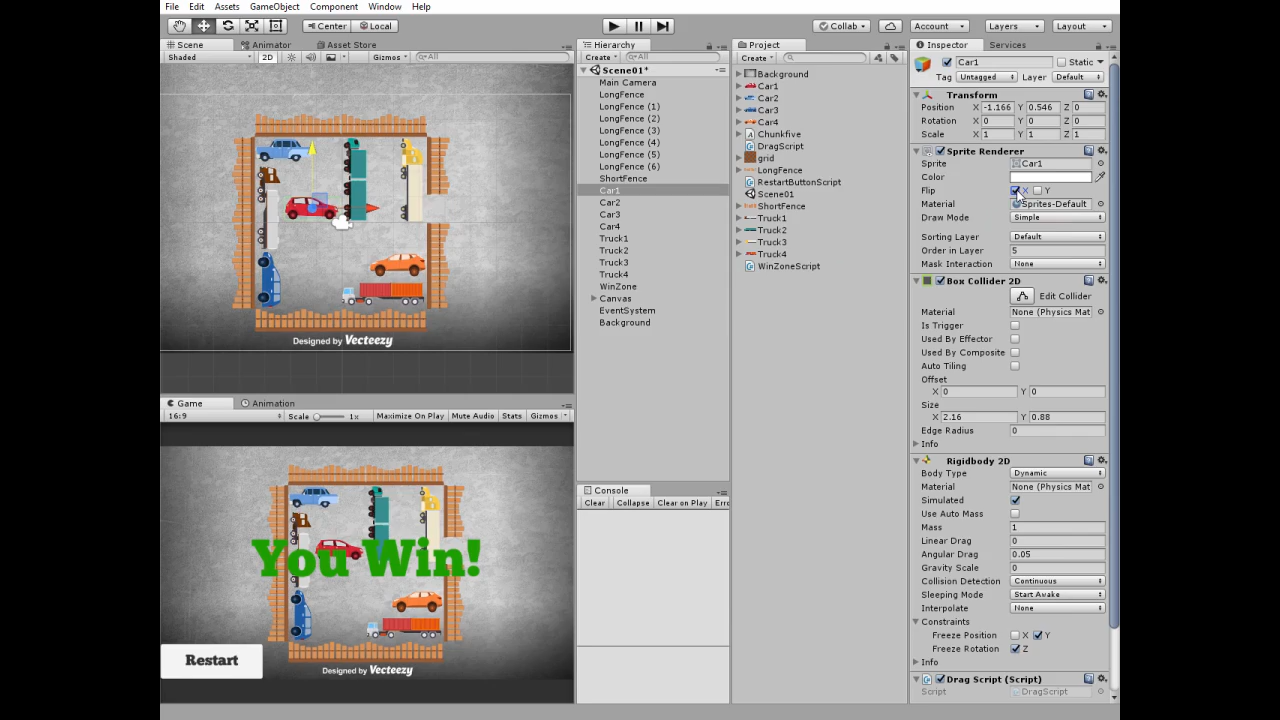 File Edit Assets GameObject Component Window Help
Center Local Collab Account Layers Layout
Scene Animator Asset Store
Shaded 2D Gizmos All
Designed by Vecteezy
Game Animation
16:9 Scale 1x Maximize On Play Mute Audio Stats Gizmos
You Win!
Restart
Designed by Vecteezy
Hierarchy
Create All
Scene01*
Main Camera
LongFence
LongFence (1)
LongFence (2)
LongFence (3)
LongFence (4)
LongFence (5)
LongFence (6)
ShortFence
Car1
Car2
Car3
Car4
Truck1
Truck2
Truck3
Truck4
WinZone
Canvas
EventSystem
Background
Console
Clear Collapse Clear on Play Erro
Project
Create
Background
Car1
Car2
Car3
Car4
Chunkfive
DragScript
grid
LongFence
RestartButtonScript
Scene01
ShortFence
Truck1
Truck2
Truck3
Truck4
WinZoneScript
Inspector Services
Car1 Static
Tag Untagged Layer Default
Transform
Position X -1.166 Y 0.546 Z 0
Rotation X 0 Y 0 Z 0
Scale X 1 Y 1 Z 1
Sprite Renderer
Sprite Car1
Color
Flip X Y
Material Sprites-Default
Draw Mode Simple
Sorting Layer Default
Order in Layer 5
Mask Interaction None
Box Collider 2D
Edit Collider
Material None (Physics Mat
Is Trigger
Used By Effector
Used By Composite
Auto Tiling
Offset
X 0 Y 0
Size
X 2.16 Y 0.88
Edge Radius 0
Info
Rigidbody 2D
Body Type Dynamic
Material None (Physics Mat
Simulated
Use Auto Mass
Mass 1
Linear Drag 0
Angular Drag 0.05
Gravity Scale 0
Collision Detection Continuous
Sleeping Mode Start Awake
Interpolate None
Constraints
Freeze Position X Y
Freeze Rotation Z
Info
Drag Script (Script)
Script DragScript